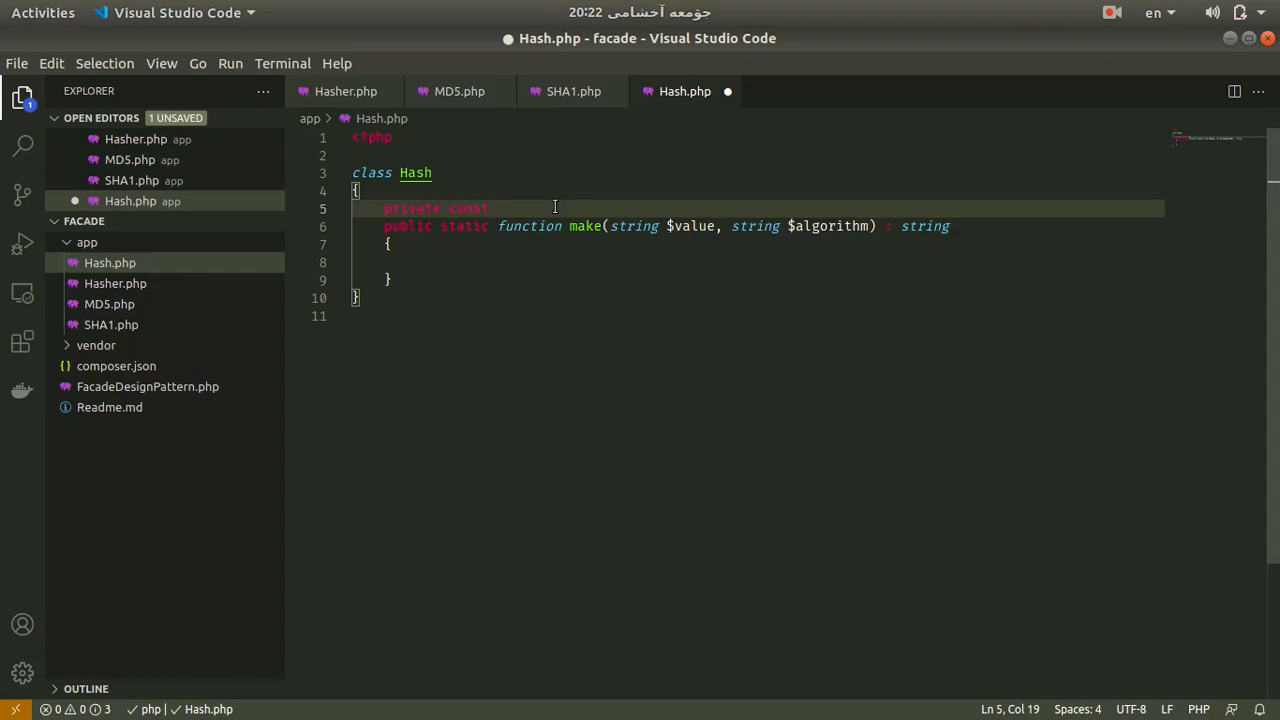 Activities Visual Studio Code جؤمعه آخشامی 20:22 en
Hash.php - facade - Visual Studio Code
File Edit Selection View Go Run Terminal Help
EXPLORER
Hasher.php MD5.php SHA1.php Hash.php
OPEN EDITORS 1 UNSAVED
app > Hash.php
Hasher.php app
MD5.php app
SHA1.php app
Hash.php app
FACADE
app
Hash.php
Hasher.php
MD5.php
SHA1.php
vendor
composer.json
FacadeDesignPattern.php
Readme.md
OUTLINE
1
1 <?php
2
3 class Hash
4 {
5 private const
6 public static function make(string $value, string $algorithm) : string
7 {
8
9 }
10 }
11
0 0 3 php Hash.php Ln 5, Col 19 Spaces: 4 UTF-8 LF PHP